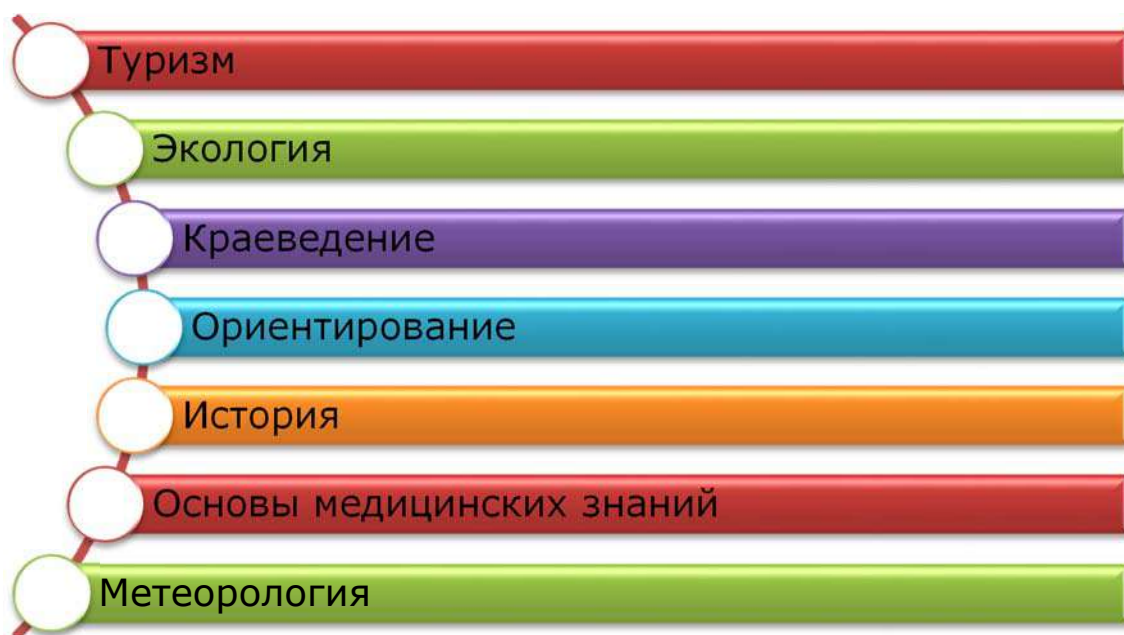 Туризм
Экология
Краеведение
Ориентирование
История
Основы медицинских знаний
Метеорология